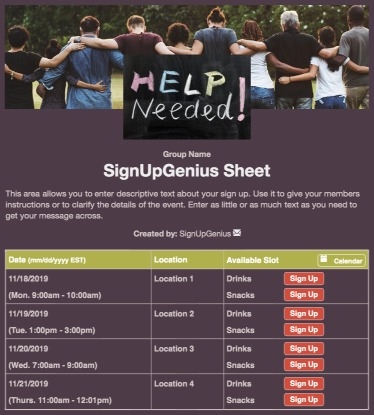 HELP
Needed!
Group Name
SignUpGenius Sheet
This area allows you to enter descriptive text about your sign up. Use it to give your members
instructions or to clarify the details of the event. Enter as little or as much text as you need to
get your message across.
Created by: SignUpGenius
Date (mm/dd/yyyy EST) Location Available Slot Calendar
11/18/2019 Location 1 Drinks Sign Up
(Mon. 9:00am - 10:00am) Snacks Sign Up
11/19/2019 Location 2 Drinks Sign Up
(Tue. 1:00pm - 3:00pm) Snacks Sign Up
11/20/2019 Location 3 Drinks Sign Up
(Wed. 7:00am - 9:00am) Snacks Sign Up
11/21/2019 Location 4 Drinks Sign Up
(Thurs. 11:00am - 12:01pm) Snacks Sign Up